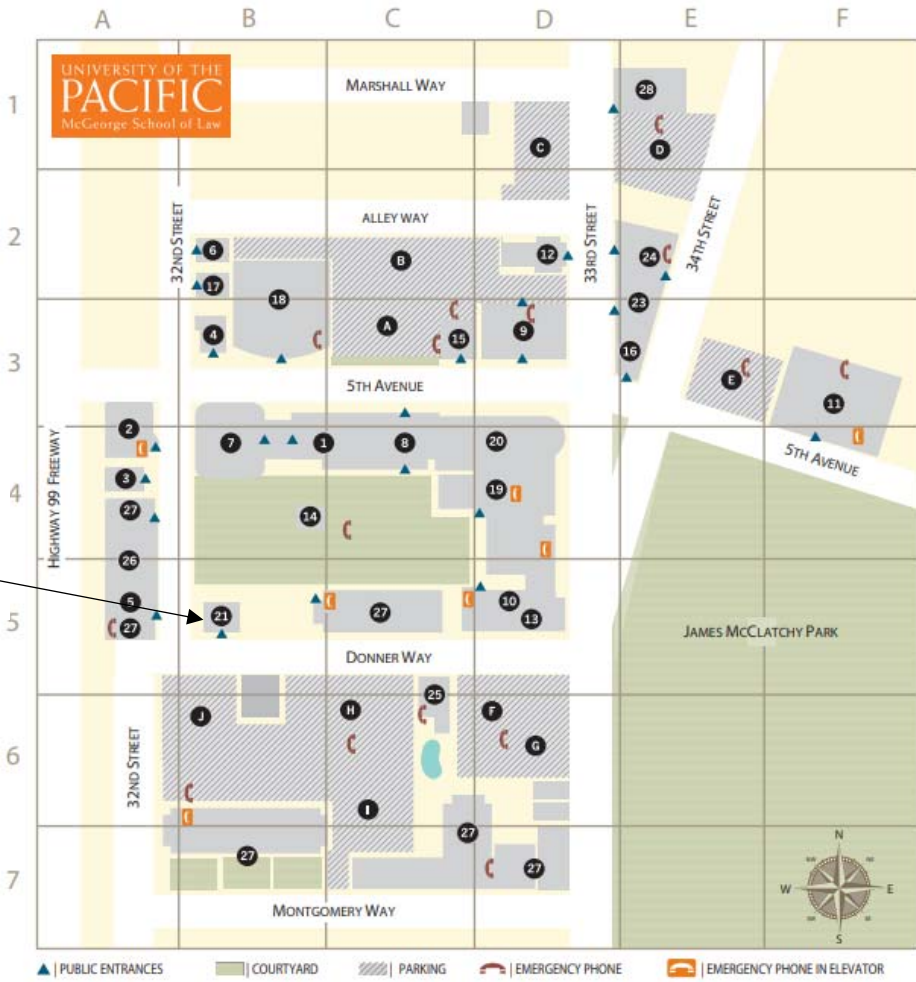 A B C D E F
UNIVERSITY OF THE
PACIFIC
McGeorge School of Law
MARSHALL WAY
1
28
C
D
ALLEY WAY
2
32ND STREET
33RD STREET
34TH STREET
6
B
12
24
17
18
23
A
15
9
4
16
3
E
11
5TH AVENUE
5TH AVENUE
2
7
1
8
20
HIGHWAY 99 FREEWAY
4
3
19
27
14
26
5
5
21
27
10
13
27
DONNER WAY
JAMES MCCLATCHY PARK
25
J
H
F
G
6
32ND STREET
I
27
27
27
7
MONTGOMERY WAY
N
W E
S
PUBLIC ENTRANCES | COURTYARD | PARKING | EMERGENCY PHONE | EMERGENCY PHONE IN ELEVATOR